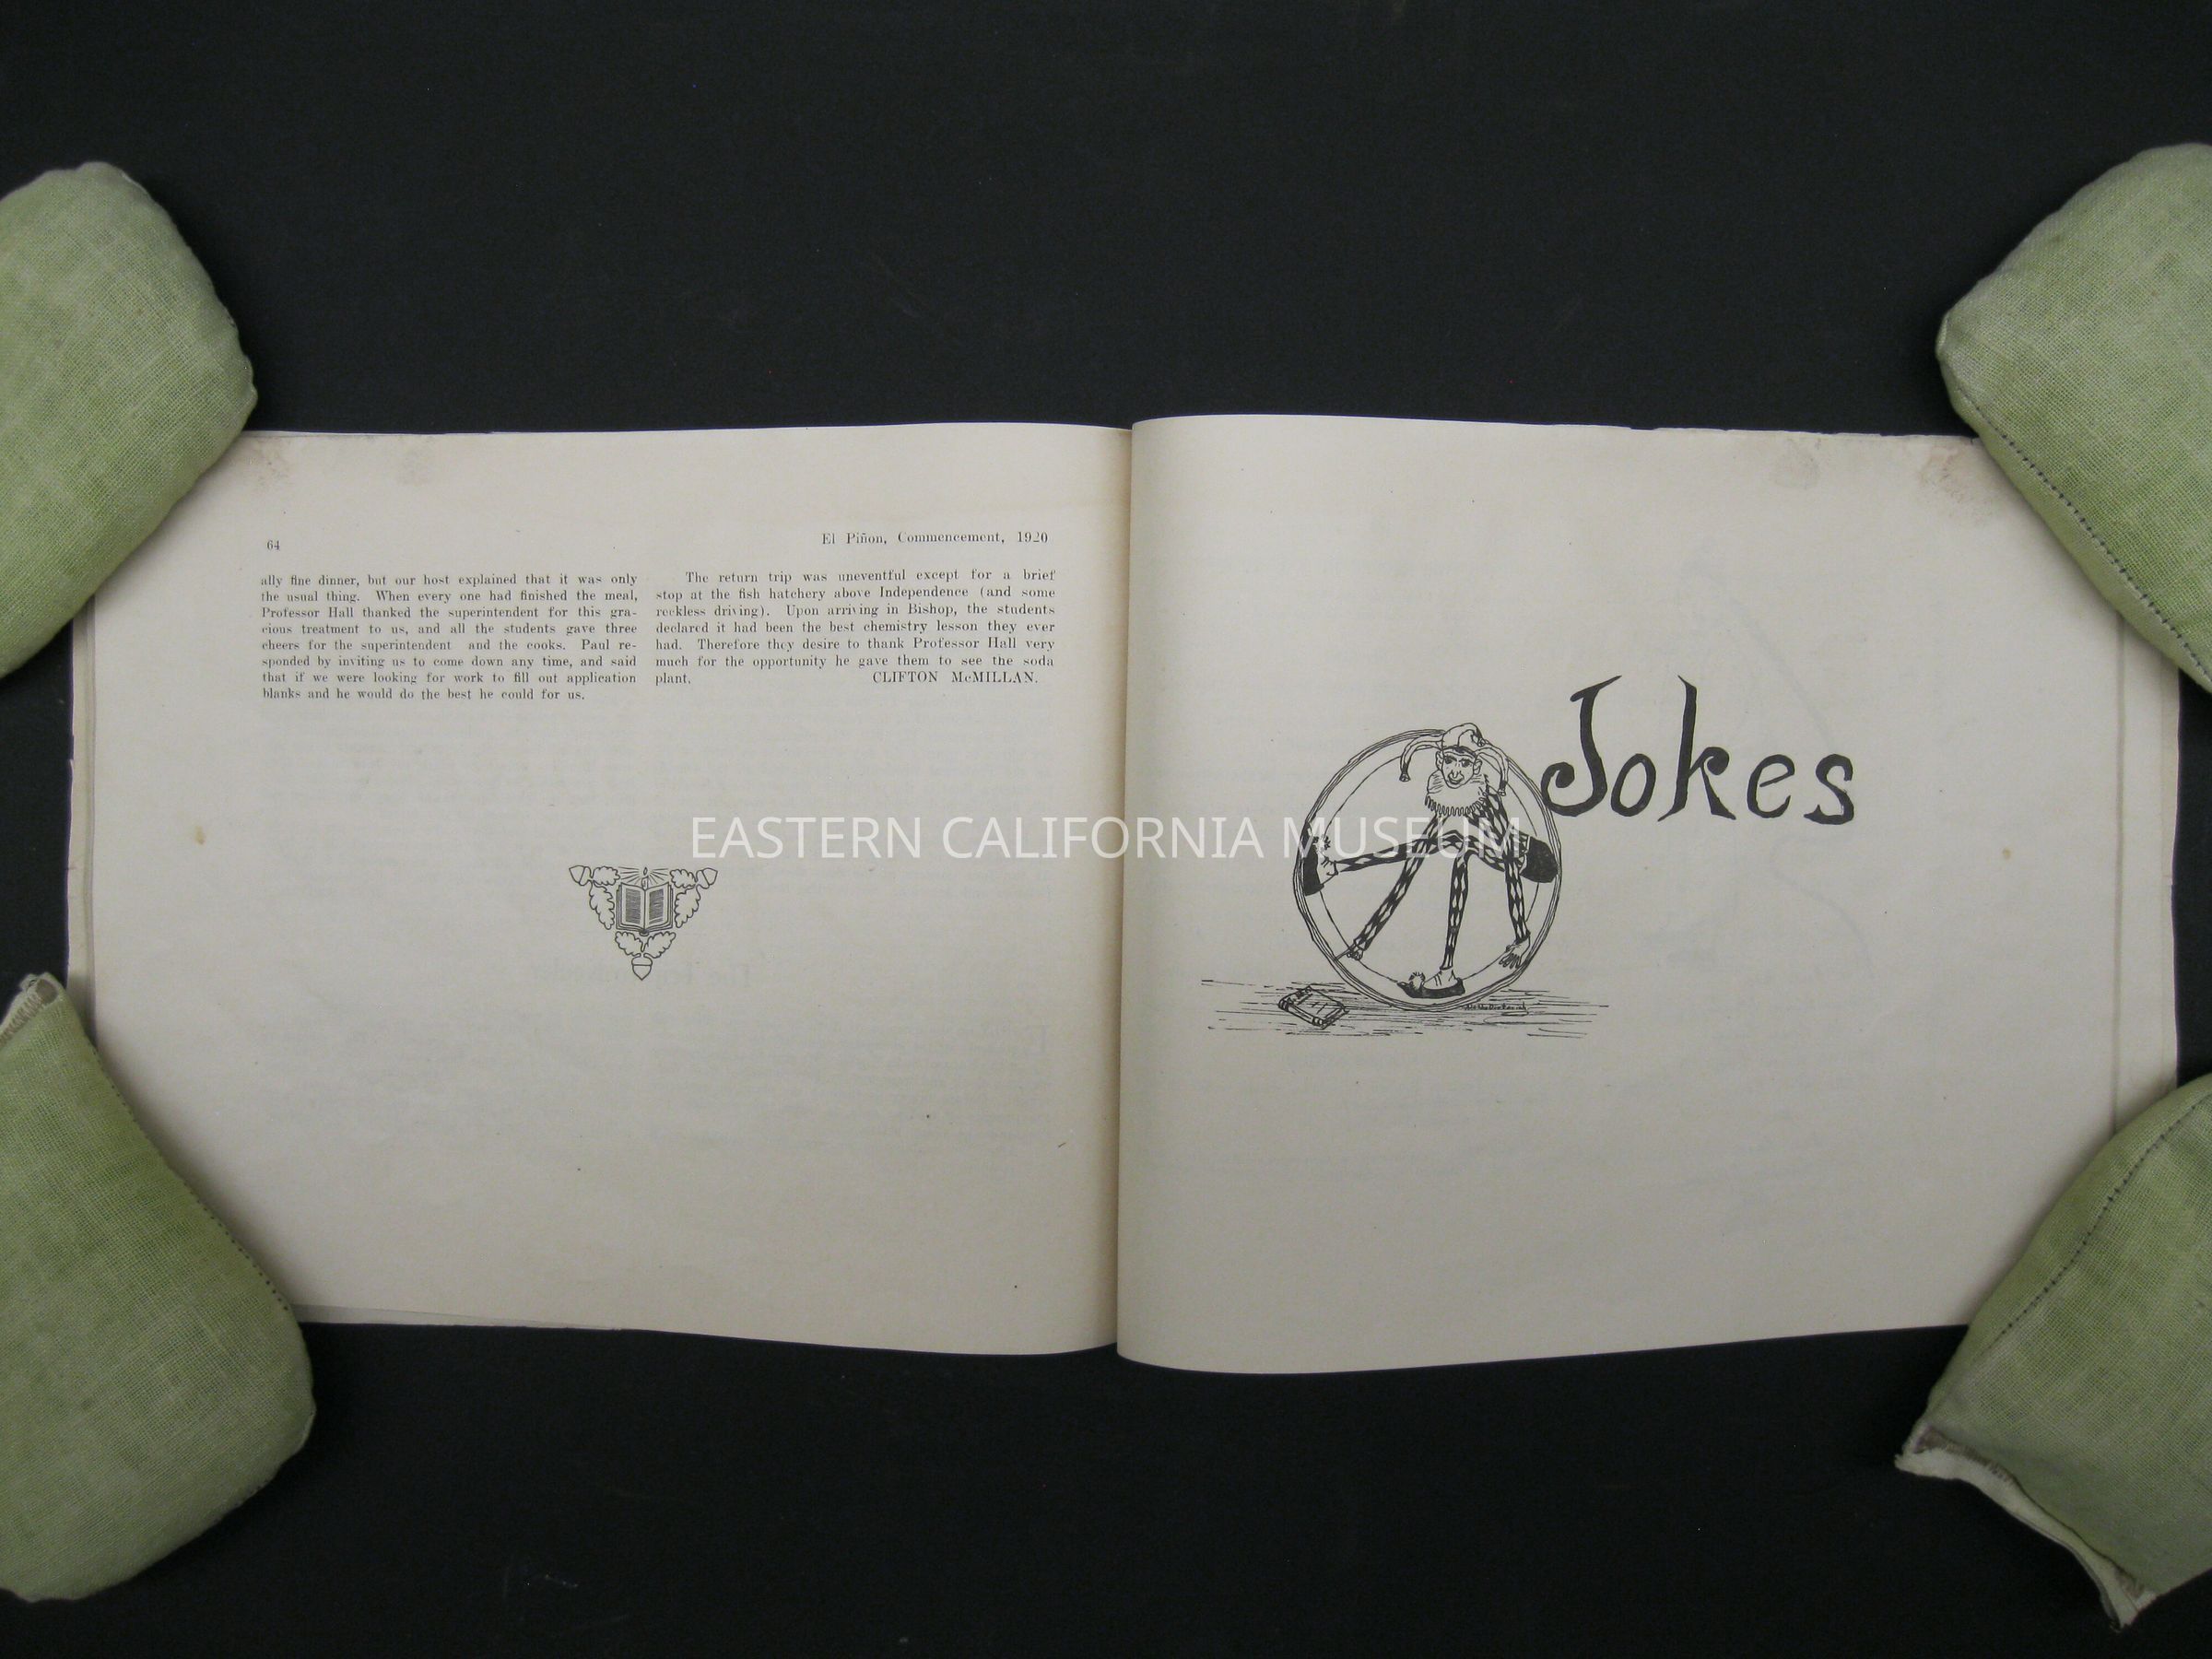 64
El Piñon, Commencement, 1920
ally fine dinner, but our host explained that it was only
the usual thing. When every one had finished the meal,
Professor Hall thanked the superintendent for this gra-
cious treatment to us, and all the students gave three
cheers for the superintendent and the cooks. Paul re-
sponded by inviting us to come down any time, and said
that if we were looking for work to fill out application
blanks and he would do the best he could for us.
The return trip was uneventful except for a brief
stop at the fish hatchery above Independence (and some
reckless driving). Upon arriving in Bishop, the students
declared it had been the best chemistry lesson they ever
had. Therefore they desire to thank Professor Hall very
much for the opportunity he gave them to see the soda
plant. CLIFTON McMILLAN.
Jokes
EASTERN CALIFORNIA MUSEUM